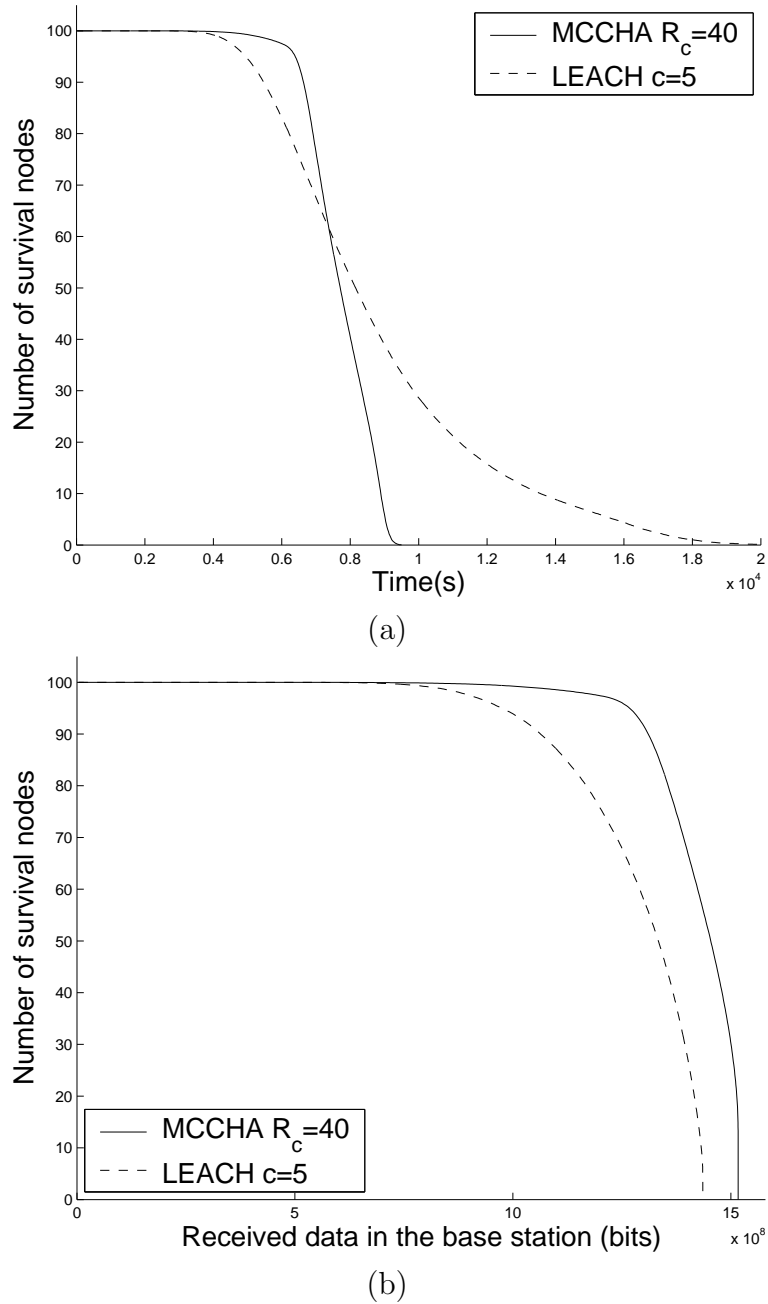 100
90
80
70
60
50
40
30
20
10
0
Number of survival nodes
MCCHA R_c=40
LEACH c=5
0 0.2 0.4 0.6 0.8 1 1.2 1.4 1.6 1.8 2
Time(s)
x 10^4
(a)
100
90
80
70
60
50
40
30
20
10
0
Number of survival nodes
MCCHA R_c=40
LEACH c=5
0 5 10 15
Received data in the base station (bits)
x 10^8
(b)